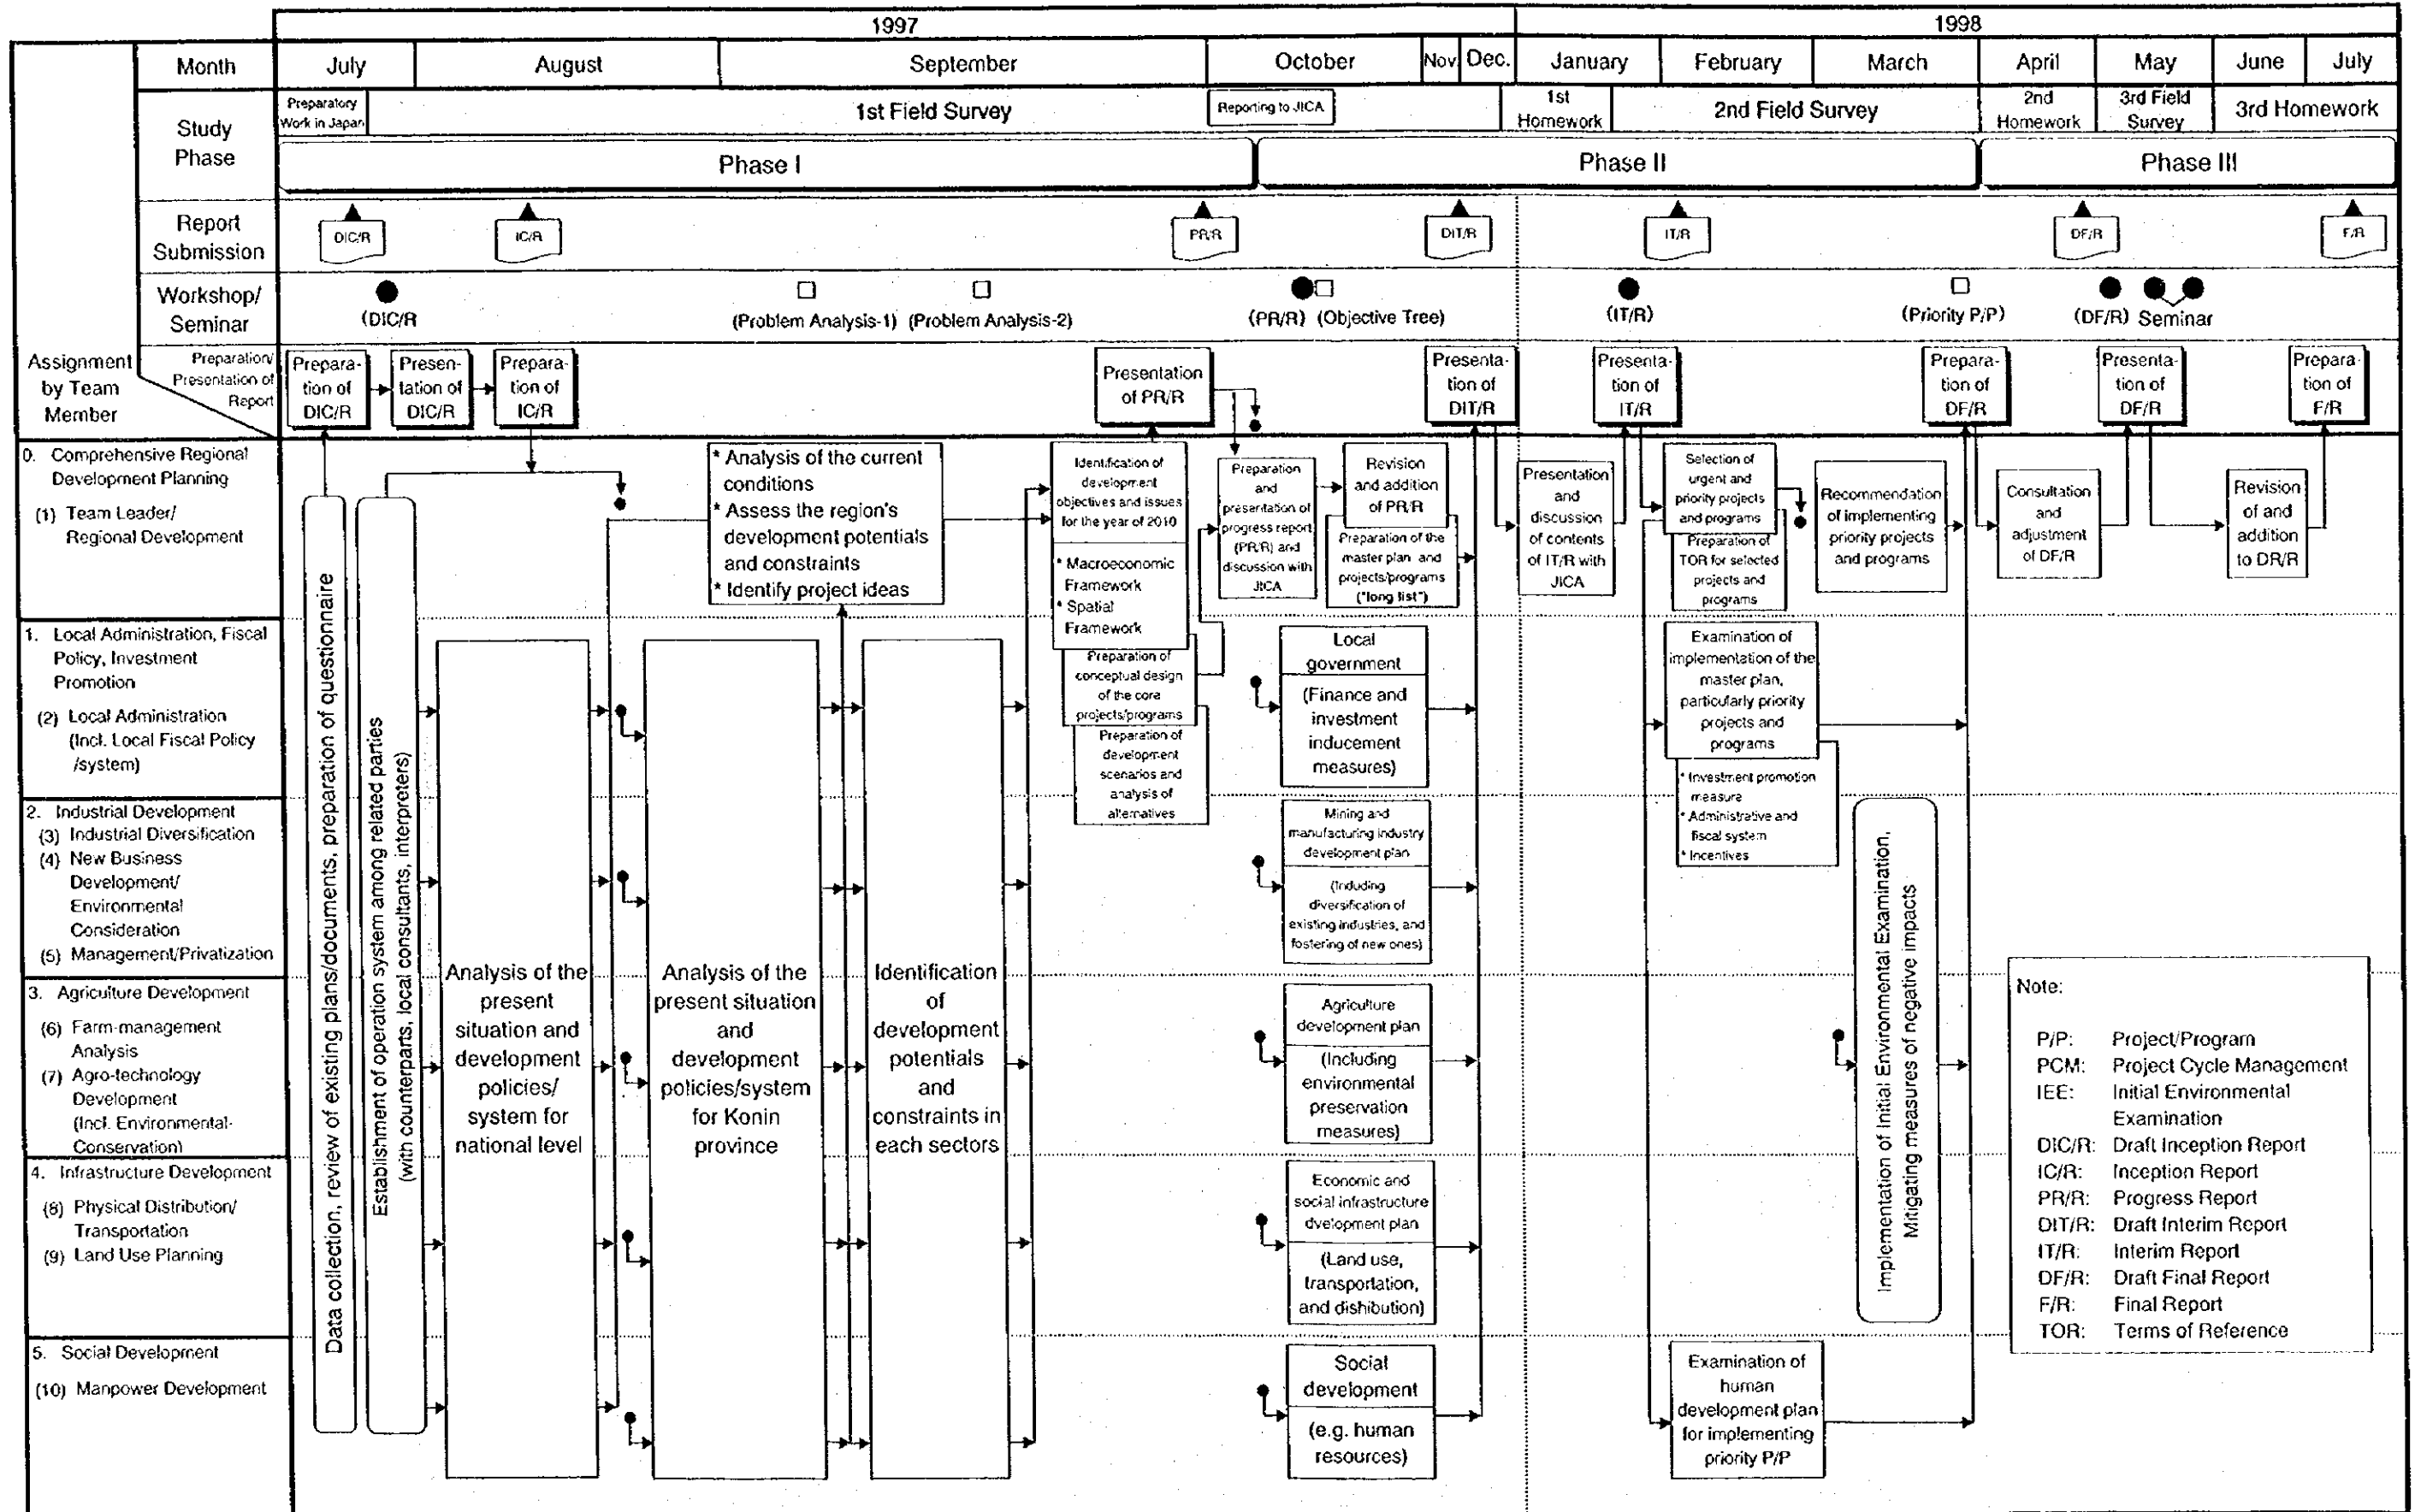 1997
1998
Month
July
August
September
October
Nov.
Dec.
January
February
March
April
May
June
July
Study
Phase
Preparatory
Work in Japan
1st Field Survey
Reporting to JICA
1st
Homework
2nd Field Survey
2nd
Homework
3rd Field
Survey
3rd Homework
Phase I
Phase II
Phase III
Report
Submission
DIC/R
IC/R
PR/R
DIT/R
IT/R
DF/R
F/R
Workshop/
Seminar
(DIC/R
(Problem Analysis-1)
(Problem Analysis-2)
(PR/R)
(Objective Tree)
(IT/R)
(Priority P/P)
(DF/R)
Seminar
Assignment
by Team
Member
Preparation/
Presentation of
Report
Prepara-
tion of
DIC/R
Presen-
tation of
DIC/R
Prepara-
tion of
IC/R
Presentation
of PR/R
Presenta-
tion of
DIT/R
Presenta-
tion of
IT/R
Prepara-
tion of
DF/R
Presenta-
tion of
DF/R
Prepara-
tion of
F/R
0. Comprehensive Regional
Development Planning
(1) Team Leader/
Regional Development
1. Local Administration, Fiscal
Policy, Investment
Promotion
(2) Local Administration
(Incl. Local Fiscal Policy
/system)
2. Industrial Development
(3) Industrial Diversification
(4) New Business
Development/
Environmental
Consideration
(5) Management/Privatization
3. Agriculture Development
(6) Farm-management
Analysis
(7) Agro-technology
Development
(Incl. Environmental-
Conservation)
4. Infrastructure Development
(8) Physical Distribution/
Transportation
(9) Land Use Planning
5. Social Development
(10) Manpower Development
Data collection, review of existing plans/documents, preparation of questionnaire
Establishment of operation system among related parties
(with counterparts, local consultants, interpreters)
Analysis of the
present
situation and
development
policies/
system for
national level
Analysis of the
present situation
and
development
policies/system
for Konin
province
Identification
of
development
potentials
and
constraints in
each sectors
* Analysis of the current
conditions
* Assess the region's
development potentials
and constraints
* Identify project ideas
Identification of
development
objectives and issues
for the year of 2010
* Macroeconomic
Framework
* Spatial
Framework
Preparation of
conceptual design
of the core
projects/programs
Preparation of
development
scenarios and
analysis of
alternatives
Preparation
and
presentation of
progress report
(PR/R) and
discussion with
JICA
Revision
and addition
of PR/R
Preparation of the
master plan and
projects/programs
("long list")
Local
government
(Finance and
investment
inducement
measures)
Mining and
manufacturing industry
development plan
(Including
diversification of
existing industries, and
fostering of new ones)
Agriculture
development plan
(Including
environmental
preservation
measures)
Economic and
social infrastructure
dvelopment plan
(Land use,
transportation,
and dishibution)
Social
development
(e.g. human
resources)
Presentation
and
discussion
of contents
of IT/R with
JICA
Selection of
urgent and
priority projects
and programs
Preparation of
TOR for selected
projects and
programs
Recommendation
of implementing
priority projects
and programs
Examination of
implementation of the
master plan,
particularly priority
projects and
programs
* Investment promotion
measure
* Administrative and
fiscal system
* Incentives
Implementation of Initial Environmental Examination,
Mitigating measures of negative impacts
Examination of
human
development plan
for implementing
priority P/P
Consultation
and
adjustment
of DF/R
Revision
of and
addition
to DR/R
Note:
P/P: Project/Program
PCM: Project Cycle Management
IEE: Initial Environmental
Examination
DIC/R: Draft Inception Report
IC/R: Inception Report
PR/R: Progress Report
DIT/R: Draft Interim Report
IT/R: Interim Report
DF/R: Draft Final Report
F/R: Final Report
TOR: Terms of Reference